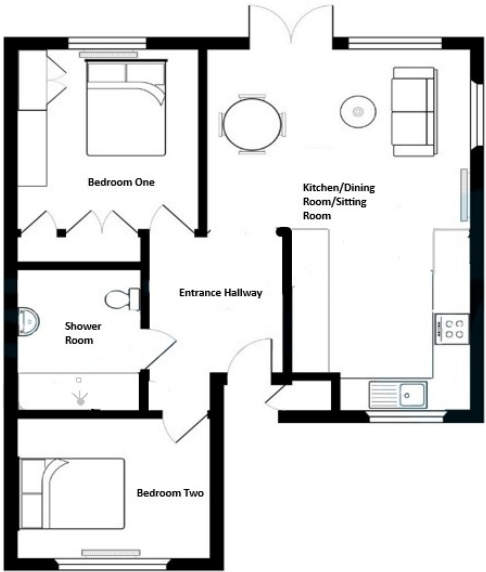 Bedroom One
Kitchen/Dining
Room/Sitting
Room
Entrance Hallway
Shower
Room
Bedroom Two